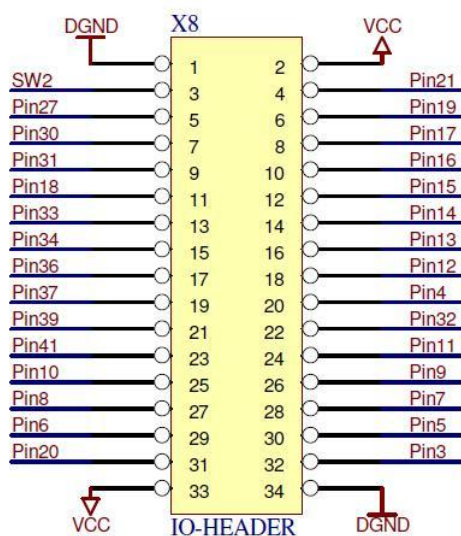 X8
DGND VCC
1 2
SW2 3 4 Pin21
Pin27 5 6 Pin19
Pin30 7 8 Pin17
Pin31 9 10 Pin16
Pin18 11 12 Pin15
Pin33 13 14 Pin14
Pin34 15 16 Pin13
Pin36 17 18 Pin12
Pin37 19 20 Pin4
Pin39 21 22 Pin32
Pin41 23 24 Pin11
Pin10 25 26 Pin9
Pin8 27 28 Pin7
Pin6 29 30 Pin5
Pin20 31 32 Pin3
33 34
VCC IO-HEADER DGND